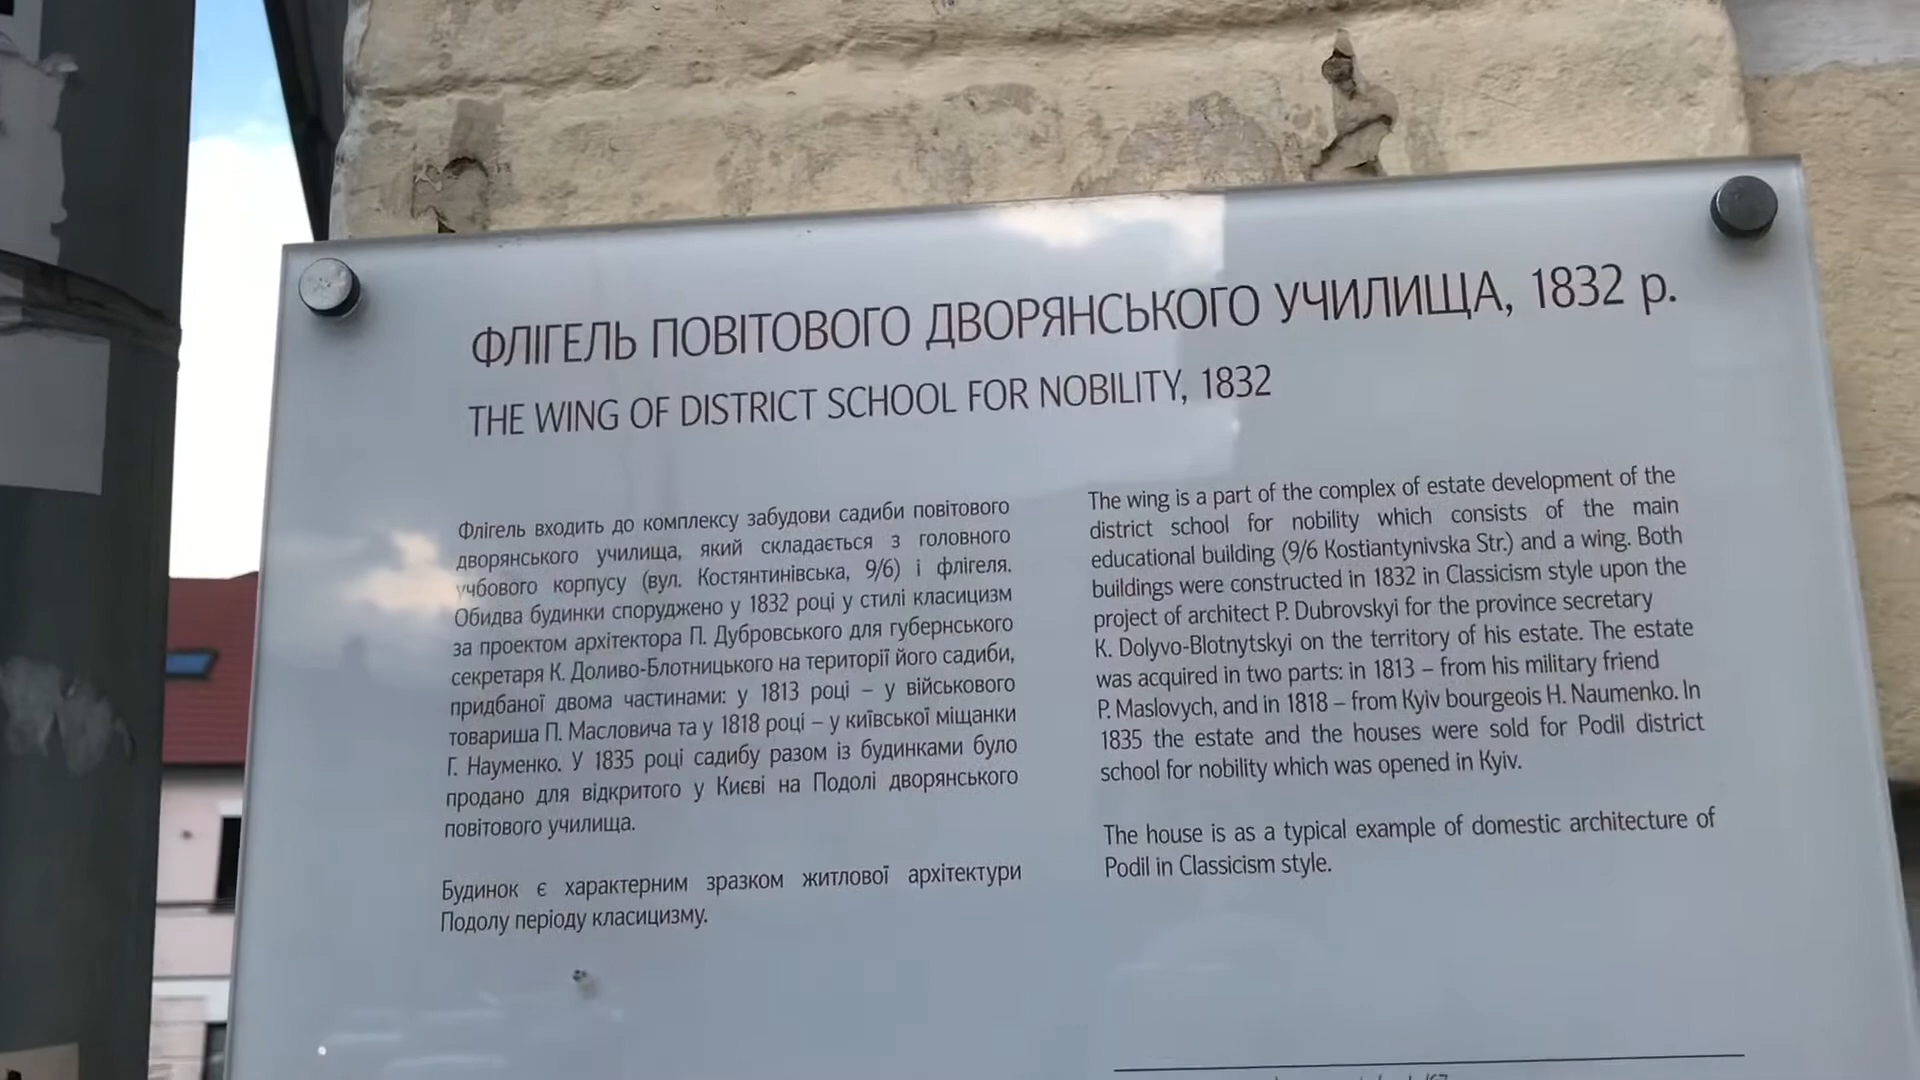 ФЛІГЕЛЬ ПОВІТОВОГО ДВОРЯНСЬКОГО УЧИЛИЩА, 1832 р.
THE WING OF DISTRICT SCHOOL FOR NOBILITY, 1832
Флігель входить до комплексу забудови садиби повітового
дворянського училища, який складається з головного
учбового корпусу (вул. Костянтинівська, 9/6) і флігеля.
Обидва будинки споруджено у 1832 році у стилі класицизм
за проектом архітектора П. Дубровського для губернського
секретаря К. Доливо-Блотницького на території його садиби,
придбаної двома частинами: у 1813 році – у військового
товариша П. Масловича та у 1818 році – у київської міщанки
Г. Науменко. У 1835 році садибу разом із будинками було
продано для відкритого у Києві на Подолі дворянського
повітового училища.
Будинок є характерним зразком житлової архітектури
Подолу періоду класицизму.
The wing is a part of the complex of estate development of the
district school for nobility which consists of the main
educational building (9/6 Kostiantynivska Str.) and a wing. Both
buildings were constructed in 1832 in Classicism style upon the
project of architect P. Dubrovskyi for the province secretary
K. Dolyvo-Blotnytskyi on the territory of his estate. The estate
was acquired in two parts: in 1813 – from his military friend
P. Maslovych, and in 1818 – from Kyiv bourgeois H. Naumenko. In
1835 the estate and the houses were sold for Podil district
school for nobility which was opened in Kyiv.
The house is as a typical example of domestic architecture of
Podil in Classicism style.